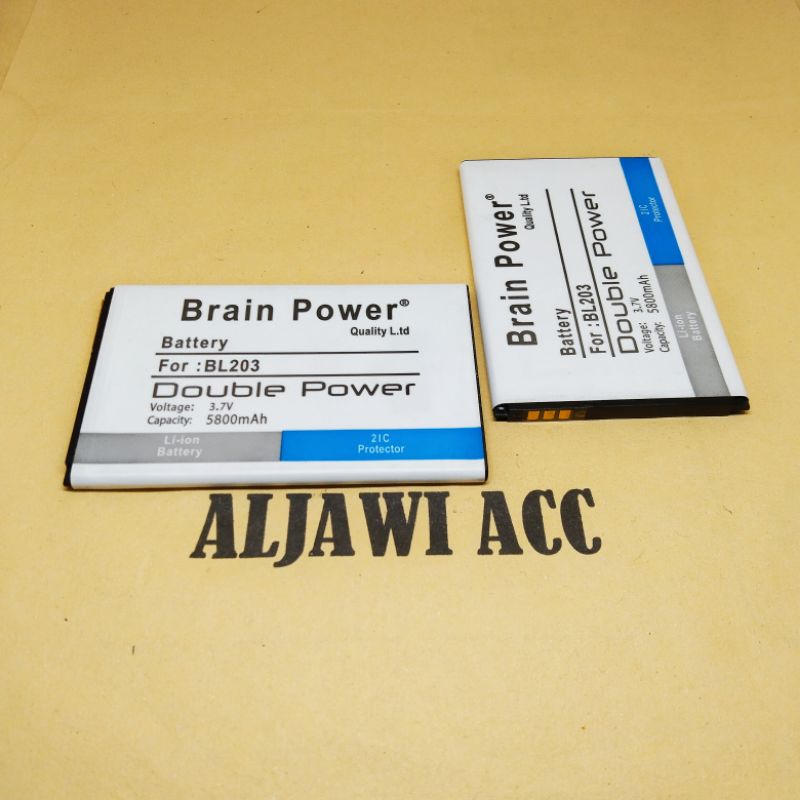 Brain Power®
Quality L.td
Battery
For : BL203
Double Power
Voltage: 3.7V
Capacity: 5800mAh
Li-ion
Battery
2IC
Protector
Brain Power®
Quality L.td
Battery
For : BL203
Double Power
Voltage: 3.7V
Capacity: 5800mAh
Li-ion
Battery
2IC
Protector
ALJAWI ACC